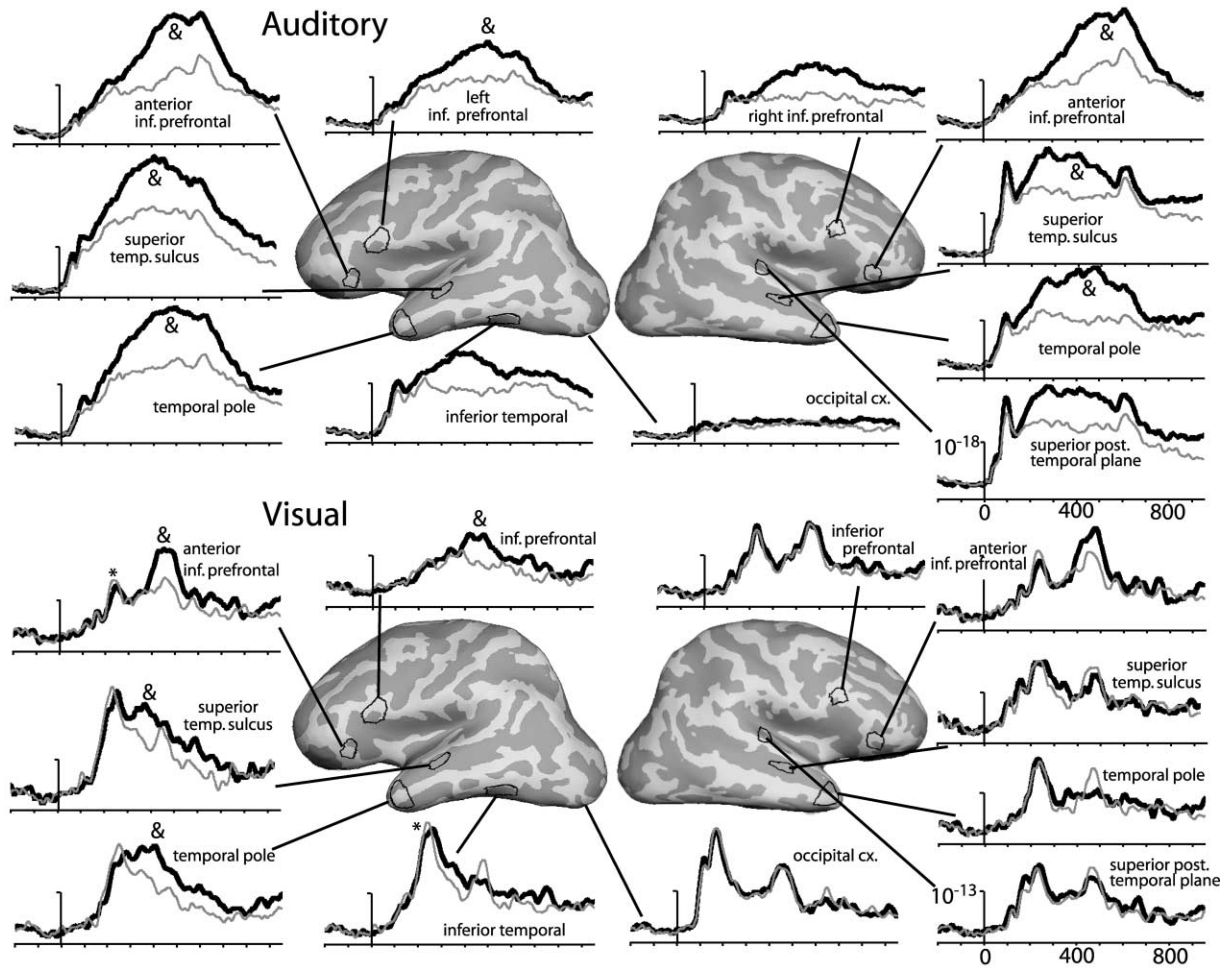 Auditory
&
anterior
inf. prefrontal
&
left
inf. prefrontal
right inf. prefrontal
&
anterior
inf. prefrontal
&
superior
temp. sulcus
&
superior
temp. sulcus
&
temporal pole
inferior temporal
occipital cx.
&
temporal pole
10-18
superior post.
temporal plane
0 400 800
Visual
&
*
anterior
inf. prefrontal
&
inf. prefrontal
inferior
prefrontal
anterior
inf. prefrontal
&
superior
temp. sulcus
superior
temp. sulcus
&
temporal pole
*
inferior temporal
occipital cx.
temporal pole
10-13
superior post.
temporal plane
0 400 800